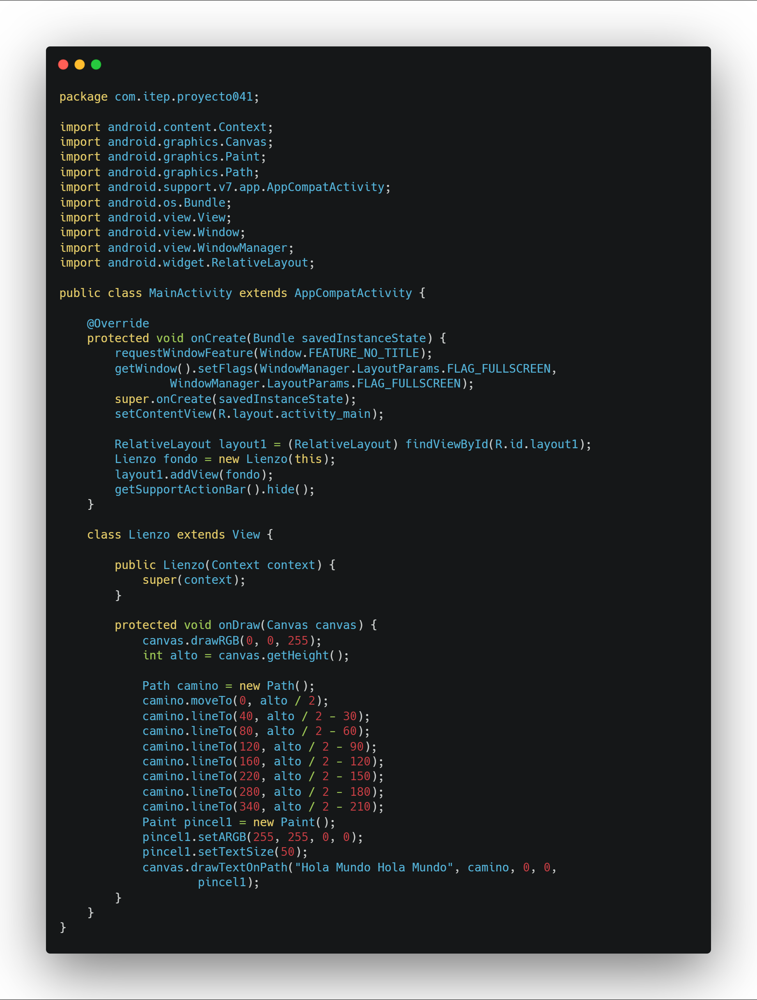 package com.itep.proyecto041;
import android.content.Context;
import android.graphics.Canvas;
import android.graphics.Paint;
import android.graphics.Path;
import android.support.v7.app.AppCompatActivity;
import android.os.Bundle;
import android.view.View;
import android.view.Window;
import android.view.WindowManager;
import android.widget.RelativeLayout;
public class MainActivity extends AppCompatActivity {
@Override
protected void onCreate(Bundle savedInstanceState) {
requestWindowFeature(Window.FEATURE_NO_TITLE);
getWindow().setFlags(WindowManager.LayoutParams.FLAG_FULLSCREEN,
WindowManager.LayoutParams.FLAG_FULLSCREEN);
super.onCreate(savedInstanceState);
setContentView(R.layout.activity_main);
RelativeLayout layout1 = (RelativeLayout) findViewById(R.id.layout1);
Lienzo fondo = new Lienzo(this);
layout1.addView(fondo);
getSupportActionBar().hide();
}
class Lienzo extends View {
public Lienzo(Context context) {
super(context);
}
protected void onDraw(Canvas canvas) {
canvas.drawRGB(0, 0, 255);
int alto = canvas.getHeight();
Path camino = new Path();
camino.moveTo(0, alto / 2);
camino.lineTo(40, alto / 2 - 30);
camino.lineTo(80, alto / 2 - 60);
camino.lineTo(120, alto / 2 - 90);
camino.lineTo(160, alto / 2 - 120);
camino.lineTo(220, alto / 2 - 150);
camino.lineTo(280, alto / 2 - 180);
camino.lineTo(340, alto / 2 - 210);
Paint pincel1 = new Paint();
pincel1.setARGB(255, 255, 0, 0);
pincel1.setTextSize(50);
canvas.drawTextOnPath("Hola Mundo Hola Mundo", camino, 0, 0,
pincel1);
}
}
}